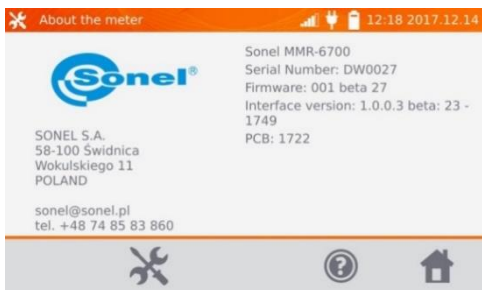 About the meter
12:18 2017.12.14
Sonel®
SONEL S.A.
58-100 Świdnica
Wokulskiego 11
POLAND
sonel@sonel.pl
tel. +48 74 85 83 860
Sonel MMR-6700
Serial Number: DW0027
Firmware: 001 beta 27
Interface version: 1.0.0.3 beta: 23 -
1749
PCB: 1722